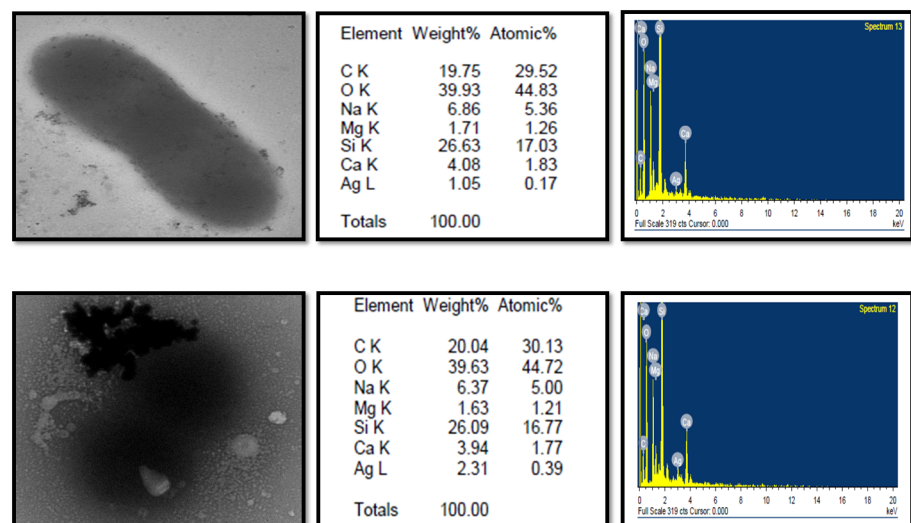 Element Weight% Atomic%
C K 19.75 29.52
O K 39.93 44.83
Na K 6.86 5.36
Mg K 1.71 1.26
Si K 26.63 17.03
Ca K 4.08 1.83
Ag L 1.05 0.17
Totals 100.00
Spectrum 13
Ca
Si
O
Na
Mg
Ca
C
Ag
0 2 4 6 8 10 12 14 16 18 20
Full Scale 319 cts Cursor: 0.000 keV
Element Weight% Atomic%
C K 20.04 30.13
O K 39.63 44.72
Na K 6.37 5.00
Mg K 1.63 1.21
Si K 26.09 16.77
Ca K 3.94 1.77
Ag L 2.31 0.39
Totals 100.00
Spectrum 12
Ca
Si
O
Na
Mg
Ca
C
Ag
0 2 4 6 8 10 12 14 16 18 20
Full Scale 319 cts Cursor: 0.000 keV